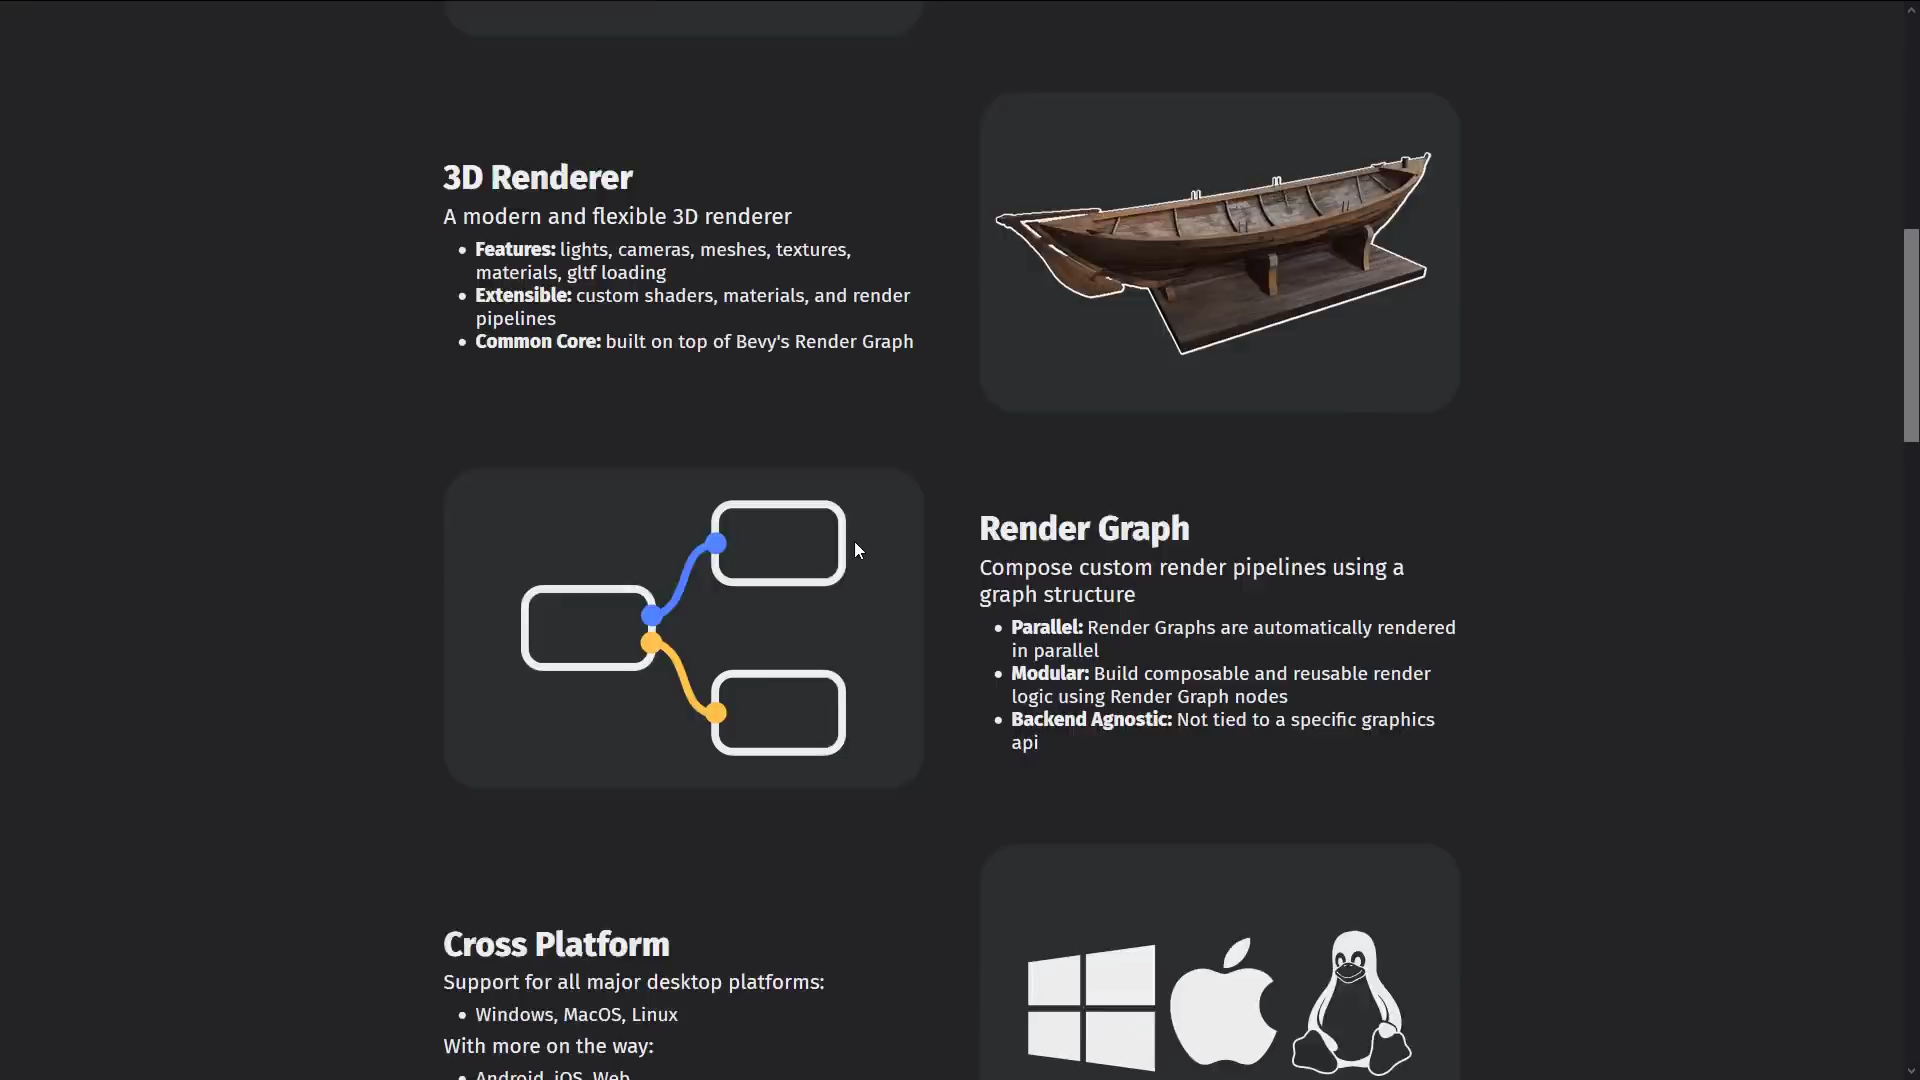 3D Renderer
A modern and flexible 3D renderer
• Features: lights, cameras, meshes, textures,
materials, gltf loading
• Extensible: custom shaders, materials, and render
pipelines
• Common Core: built on top of Bevy's Render Graph
Render Graph
Compose custom render pipelines using a
graph structure
• Parallel: Render Graphs are automatically rendered
in parallel
• Modular: Build composable and reusable render
logic using Render Graph nodes
• Backend Agnostic: Not tied to a specific graphics
api
Cross Platform
Support for all major desktop platforms:
• Windows, MacOS, Linux
With more on the way:
• Android, iOS, Web